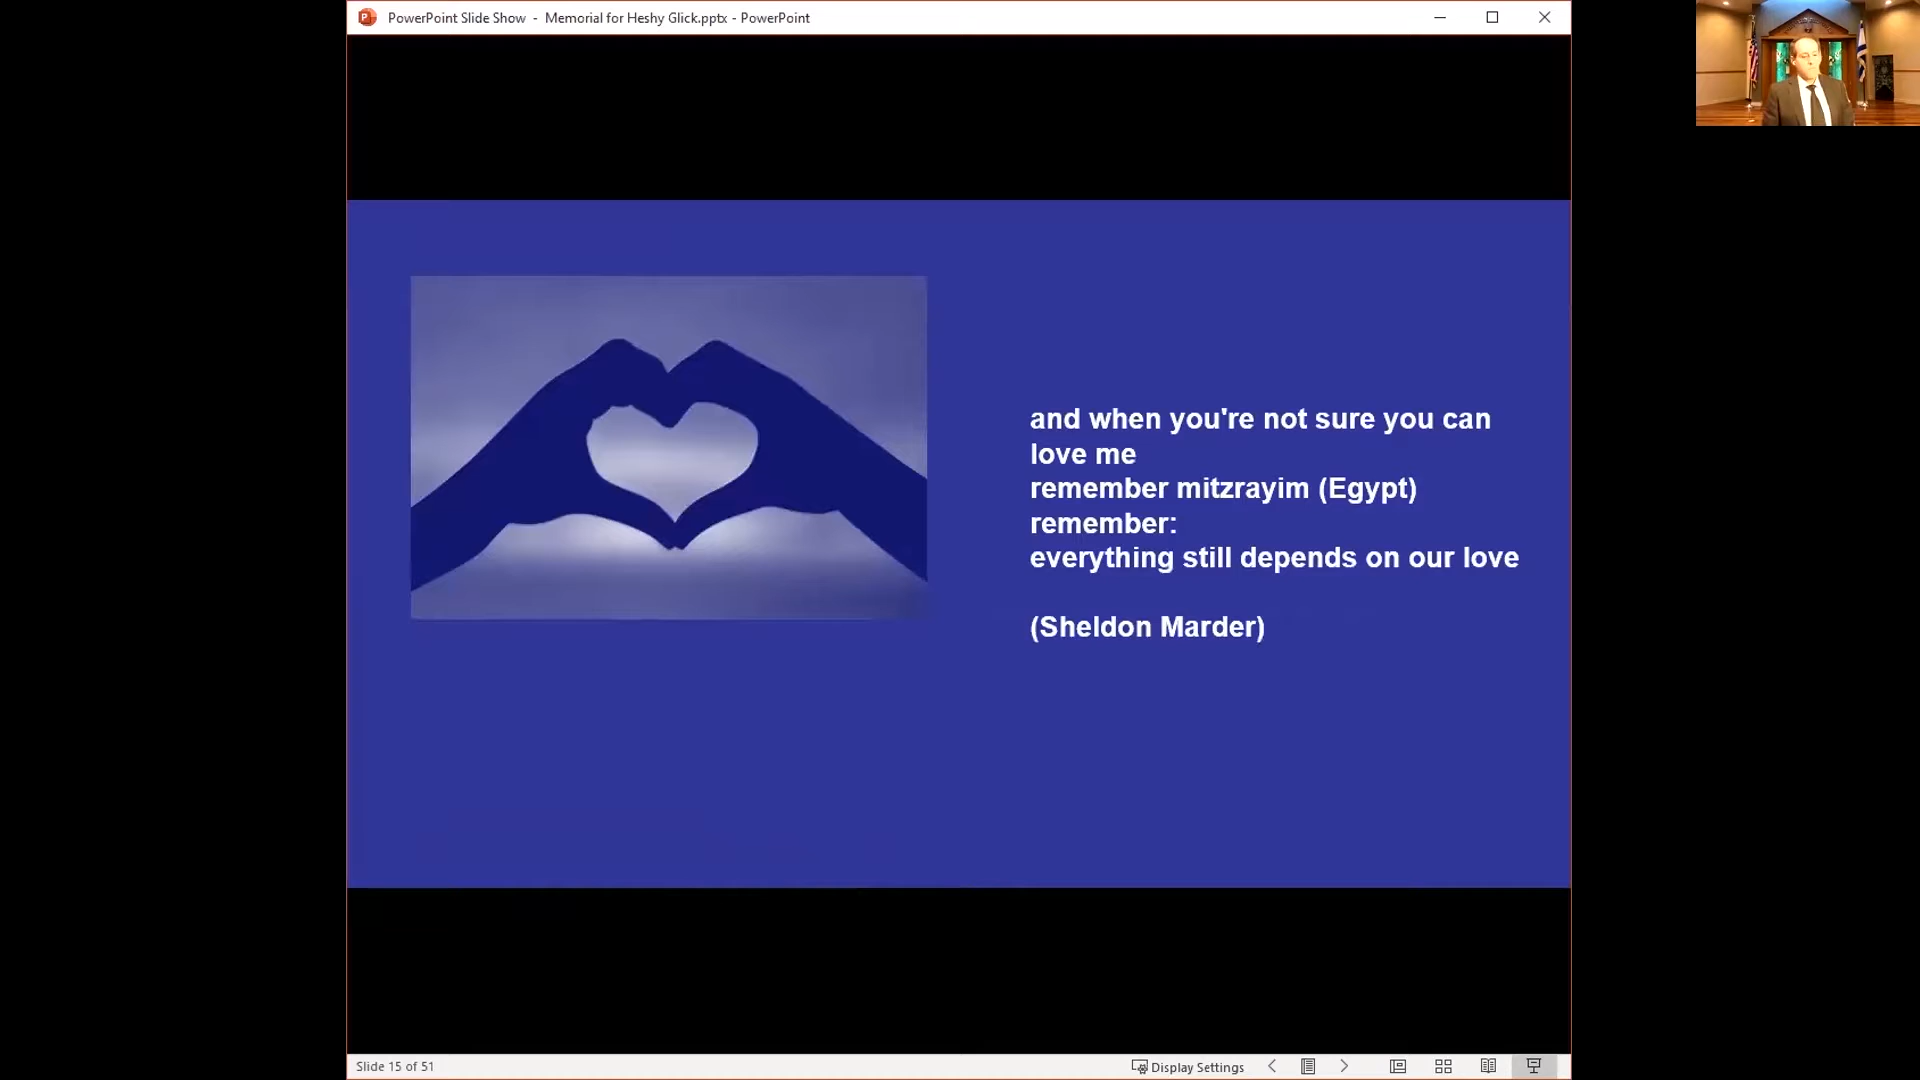 PowerPoint Slide Show - Memorial for Heshy Glick.pptx - PowerPoint
and when you're not sure you can
love me
remember mitzrayim (Egypt)
remember:
everything still depends on our love
(Sheldon Marder)
Slide 15 of 51
Display Settings